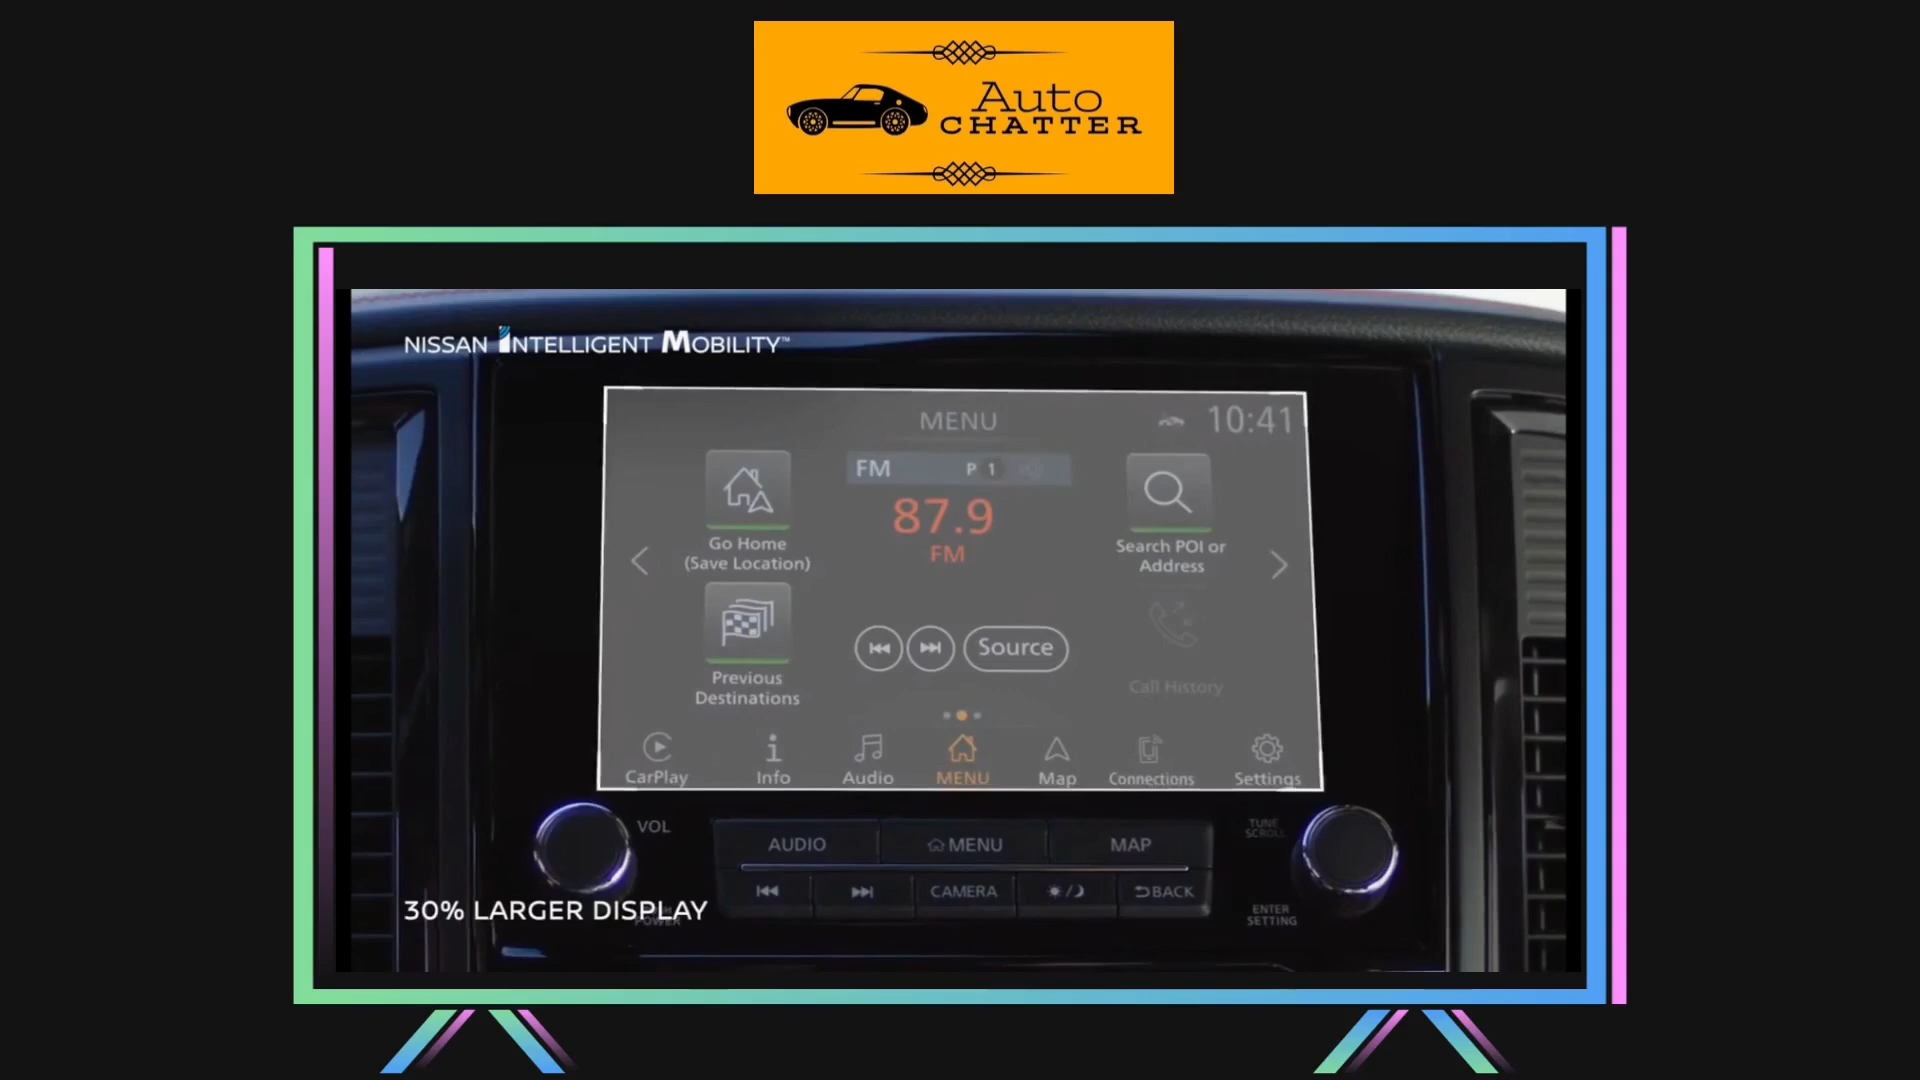 Auto
CHATTER
NISSAN INTELLIGENT MOBILITY™
MENU
10:41
FM P 1
87.9
FM
Go Home
(Save Location)
Search POI or
Address
Previous
Destinations
Source
Call History
CarPlay
Info
Audio
MENU
Map
Connections
Settings
VOL
AUDIO
MENU
MAP
TUNE
SCROLL
CAMERA
BACK
30% LARGER DISPLAY
POWER
ENTER
SETTING